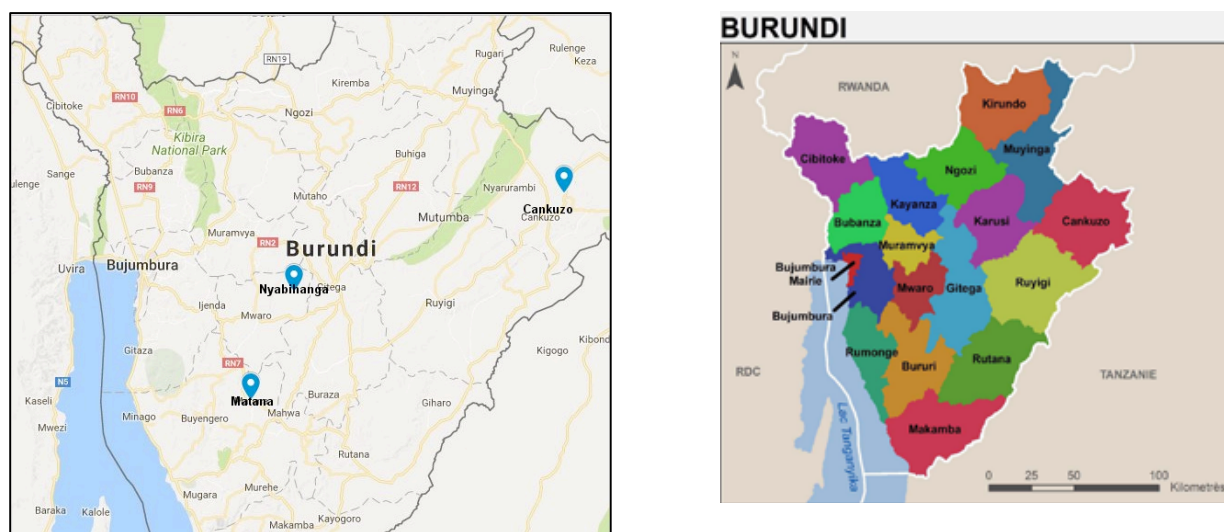 RN19
Rugari
Rulenge
Keza
Kiremba
Muyinga
Cibitoke
RN10
RN6
Ngozi
Kibira
National Park
Sange
Bubanza
RN9
Buhiga
RN12
Nyarurambi
Mutaho
Cankuzo
Cankuzo
Mutumba
Muramvya
RN2
Burundi
Uvira
Bujumbura
Nyabihanga
Gitega
Ijenda
Mwaro
Ruyigi
Kibond
Kigogo
Gitaza
RN7
N5
Kaseli
Matana
Buraza
Giharo
Minago
Buyengero
Mahwa
Mwezi
Rutana
Mugara
Murehe
Baraka
Kalole
Makamba
Kayogoro
BURUNDI
N
RWANDA
Kirundo
Cibitoke
Muyinga
Ngozi
Kayanza
Bubanza
Karusi
Cankuzo
Muramvya
Bujumbura
Mairie
Mwaro
Gitega
Ruyigi
Bujumbura
Rumonge
Bururi
Rutana
RDC
TANZANIE
Lac Tanganyika
Makamba
0 25 50 100
Kilometrès